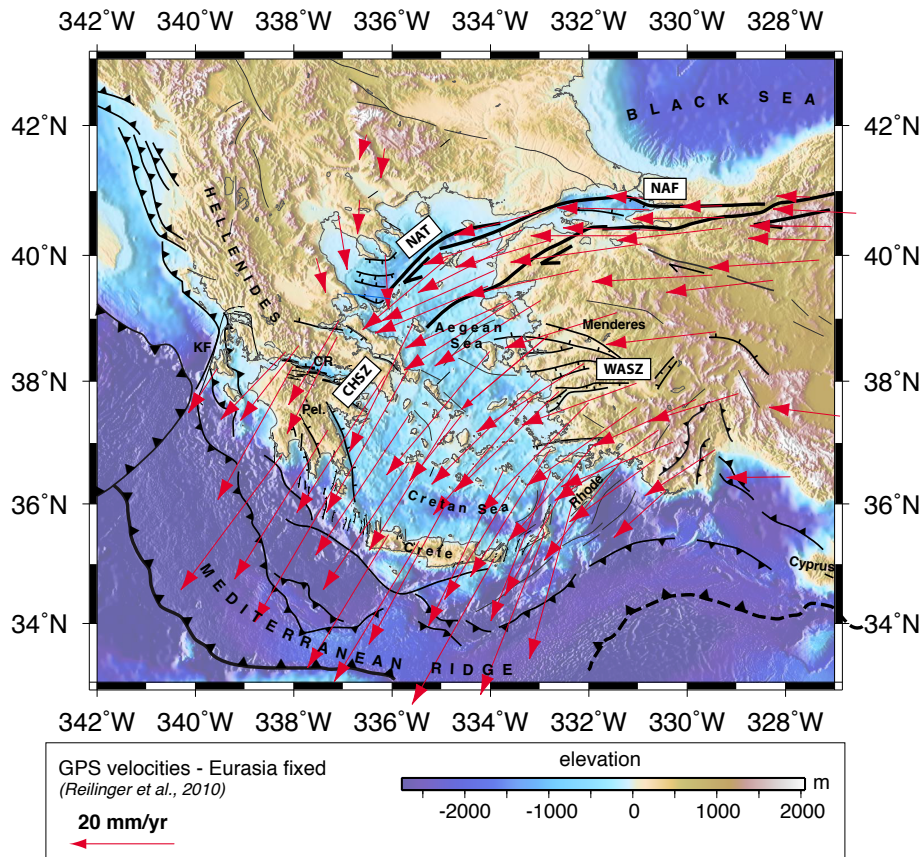 342°W 340°W 338°W 336°W 334°W 332°W 330°W 328°W
BLACK SEA
42°N 42°N
NAF
HELLENIDES
NAT
40°N 40°N
Aegean
Sea
Menderes
KF
CR
WASZ
38°N CHSZ 38°N
Pel.
Rhode
36°N Cretan Sea 36°N
Crete
Cyprus
34°N 34°N
MEDITERRANEAN RIDGE
342°W 340°W 338°W 336°W 334°W 332°W 330°W 328°W
GPS velocities - Eurasia fixed
(Reilinger et al., 2010)
20 mm/yr
elevation
m
-2000 -1000 0 1000 2000